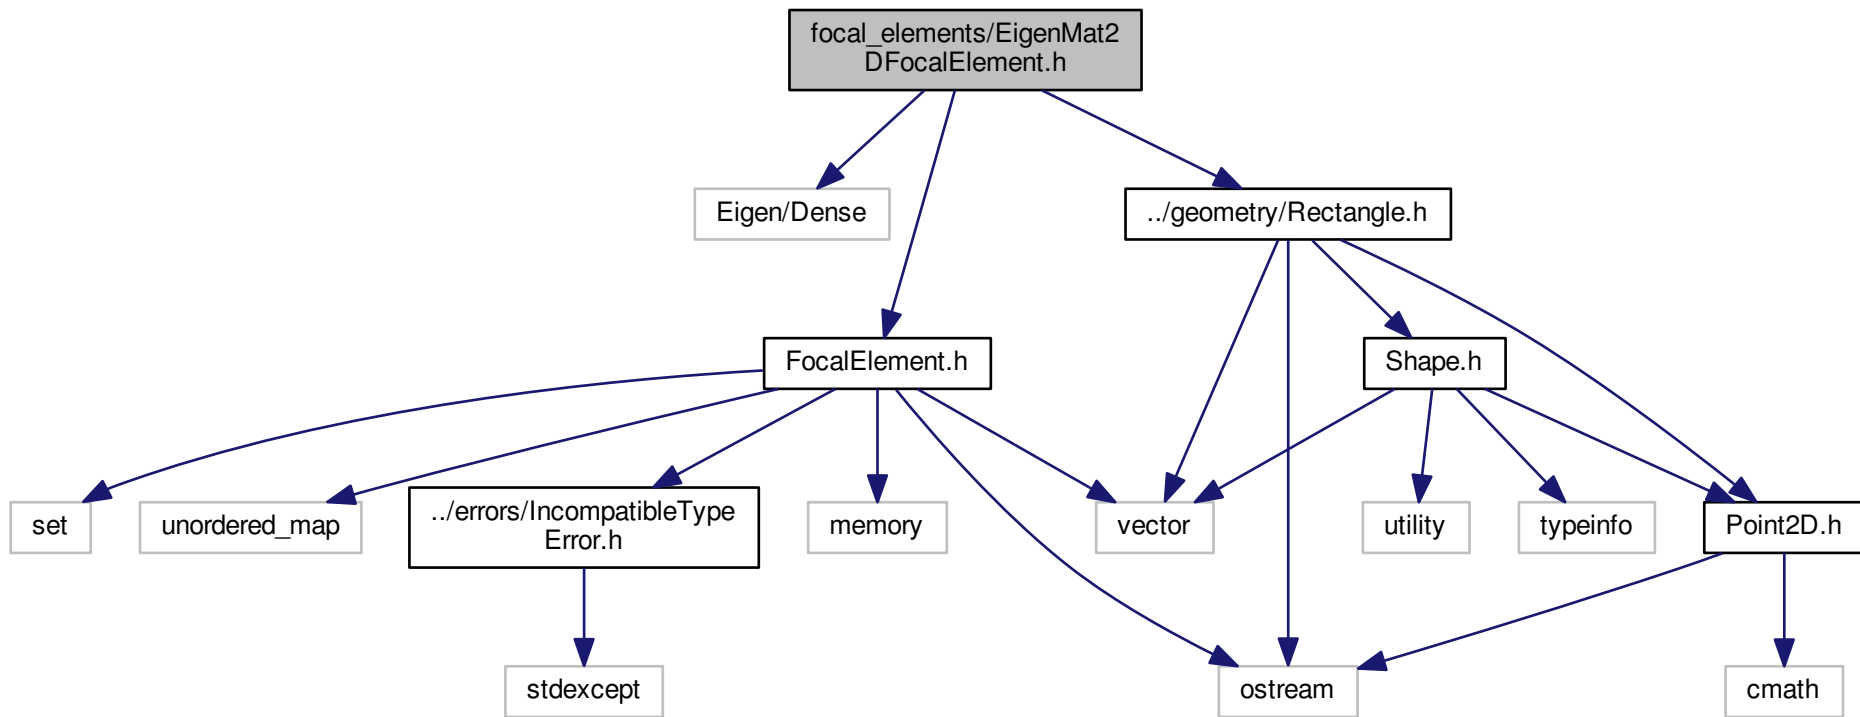 focal_elements/EigenMat2
DFocalElement.h
Eigen/Dense
../geometry/Rectangle.h
FocalElement.h
Shape.h
set
unordered_map
../errors/IncompatibleType
Error.h
memory
vector
utility
typeinfo
Point2D.h
stdexcept
ostream
cmath